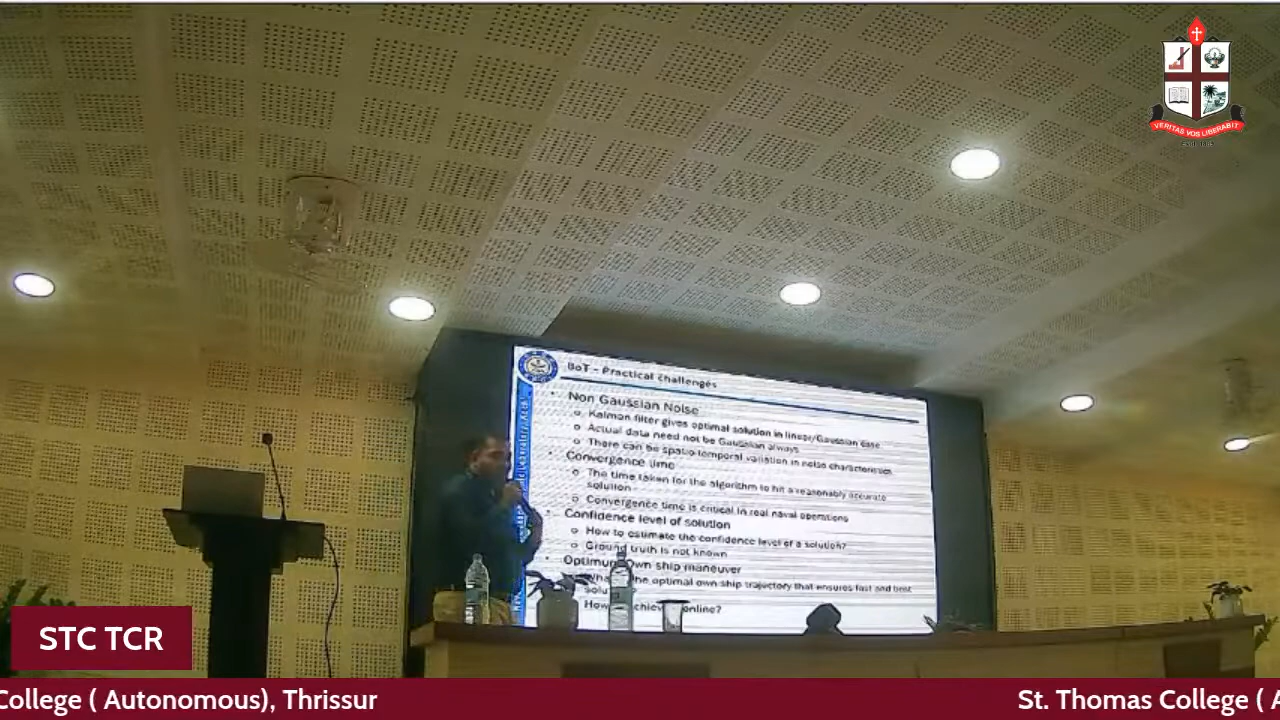 VERITAS VOS LIBERABIT
BoT - Practical challenges
• Non Gaussian Noise
o Kalman filter gives optimal solution in linear/Gaussian case
o Actual data need not be Gaussian always
o There can be spatio-temporal variation in noise characteristics
• Convergence time
o The time taken for the algorithm to hit a reasonably accurate
solution
o Convergence time is critical in real naval operations
• Confidence level of solution
o How to estimate the confidence level of a solution?
o Ground truth is not known
• Optimum own ship maneuver
the optimal own ship trajectory that ensures fast and best
How achieve online?
STC TCR
College ( Autonomous), Thrissur
St. Thomas College ( A